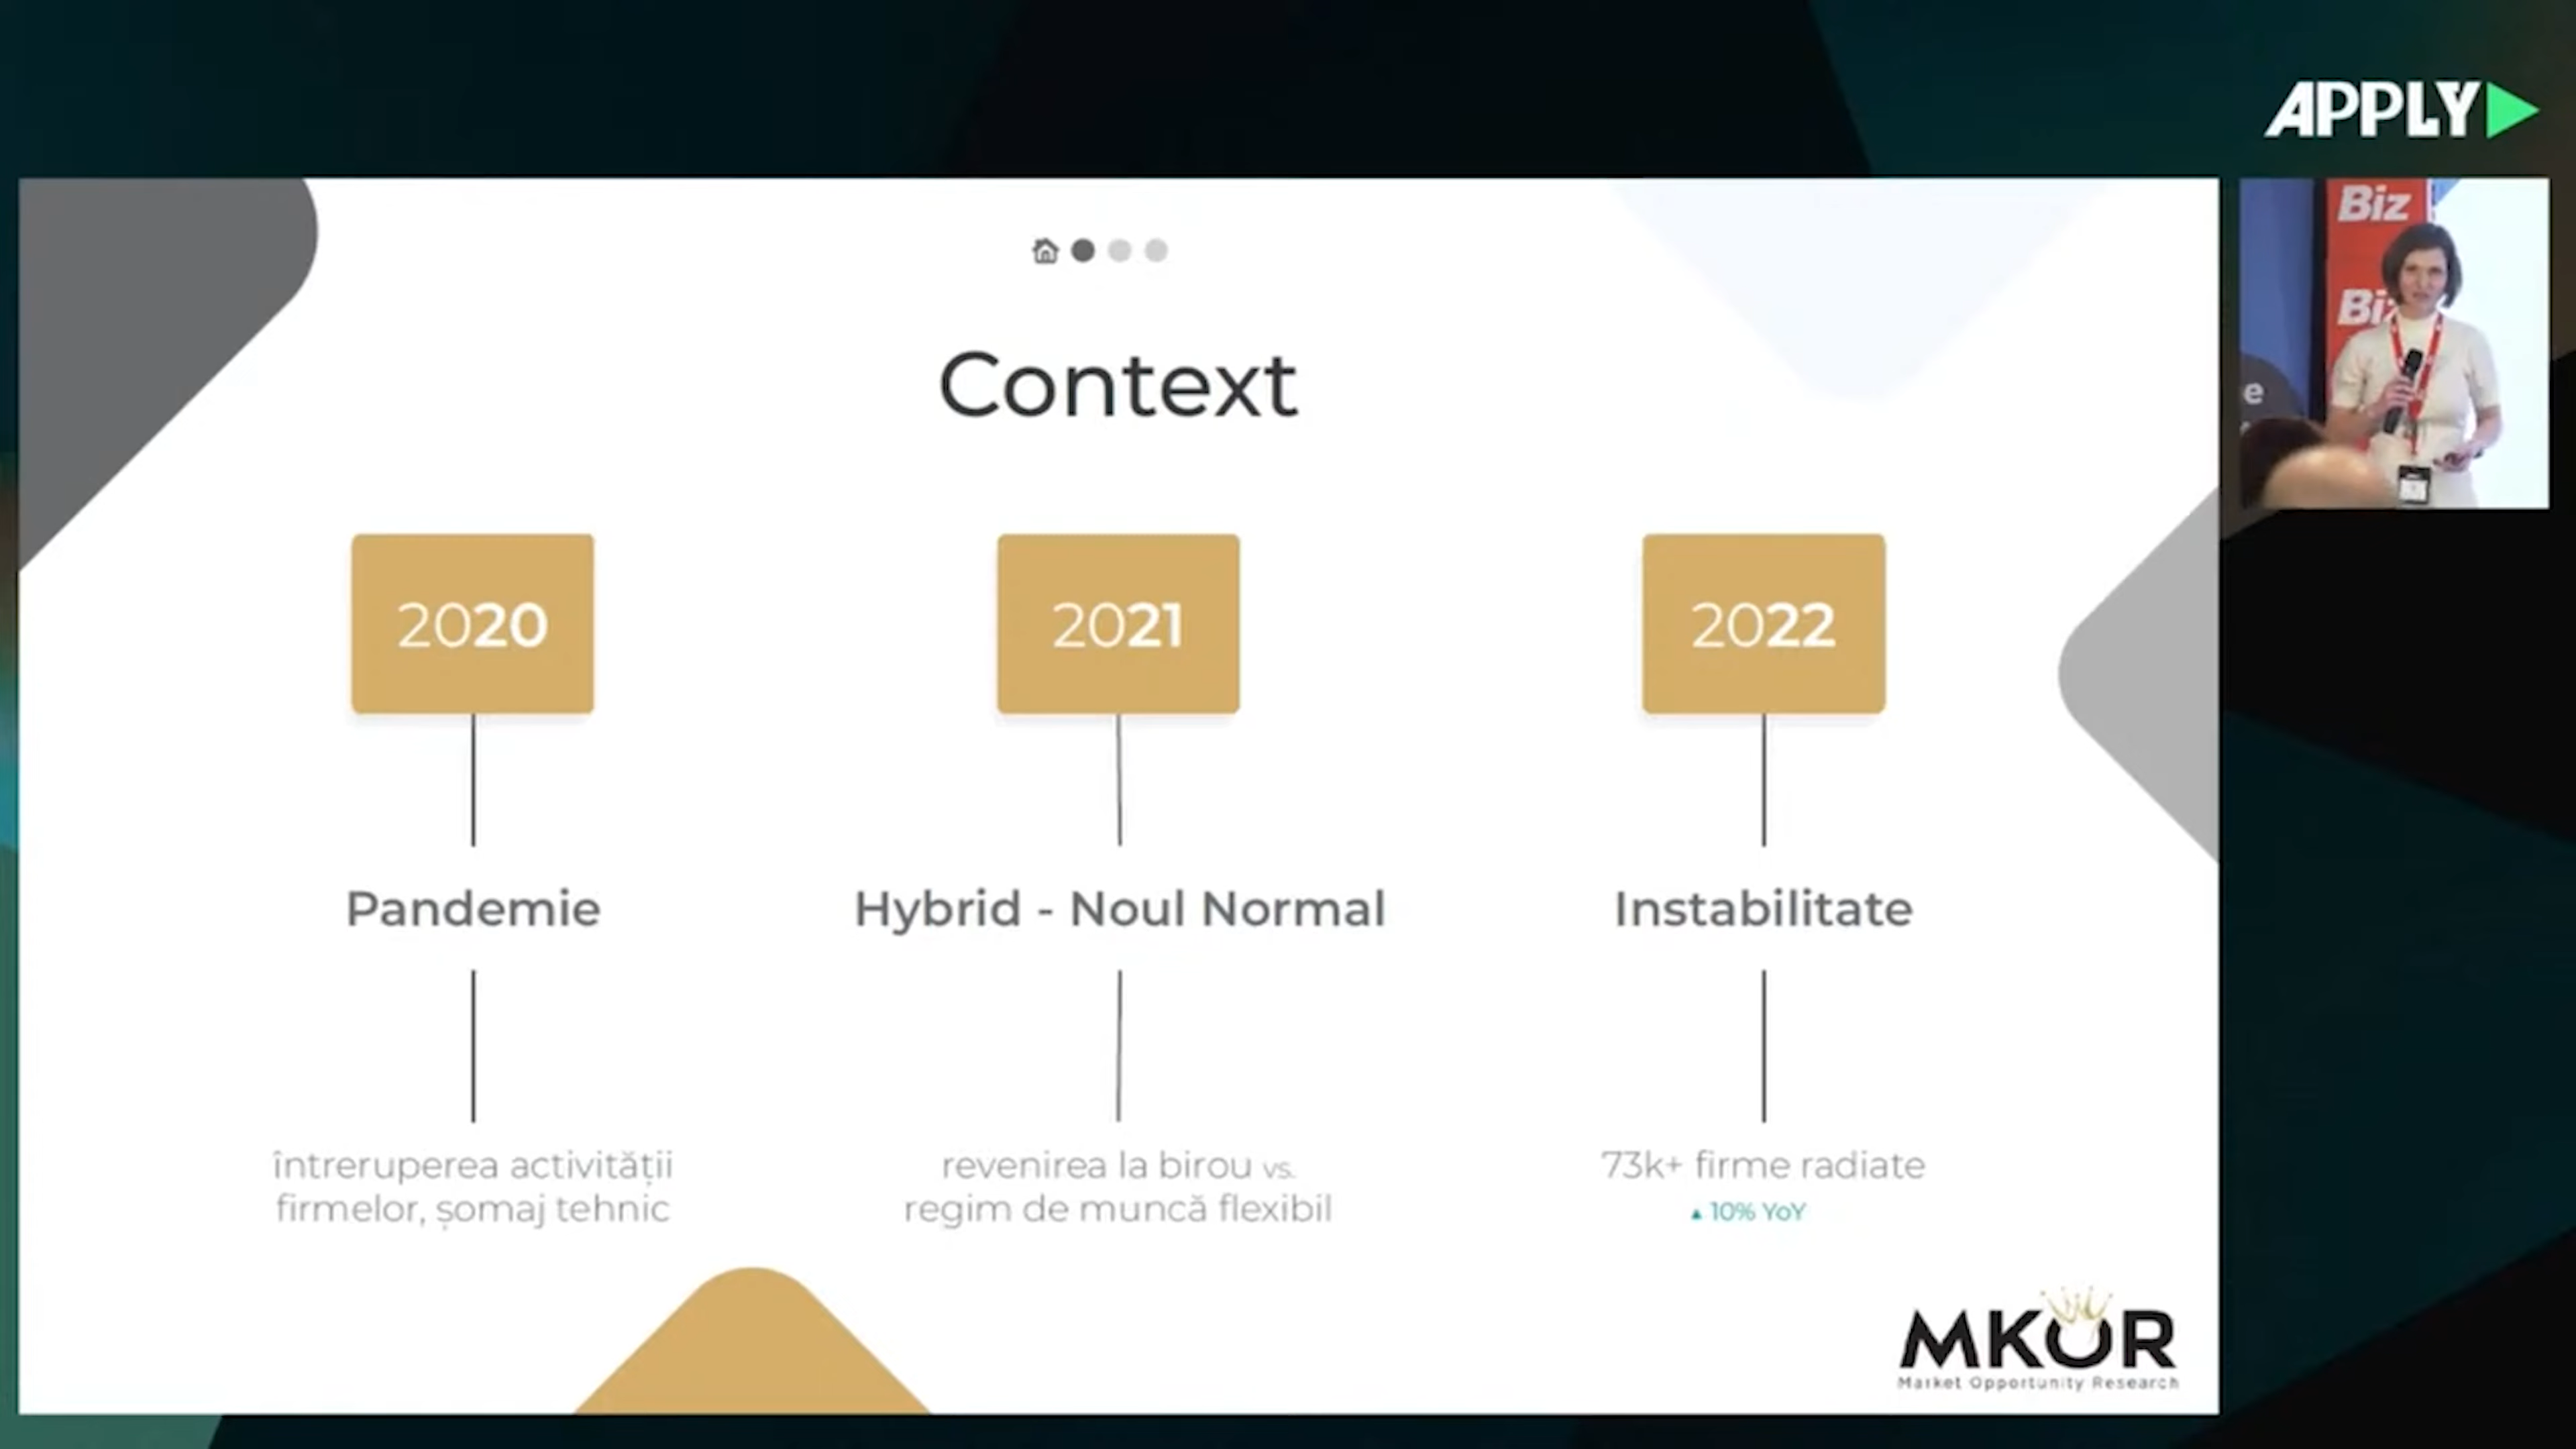 APPLY
Biz
Biz
e
Context
2020
2021
2022
Pandemie
Hybrid - Noul Normal
Instabilitate
întreruperea activității
firmelor, șomaj tehnic
revenirea la birou vs.
regim de muncă flexibil
73k+ firme radiate
▲ 10% YoY
MKOR
Market Opportunity Research